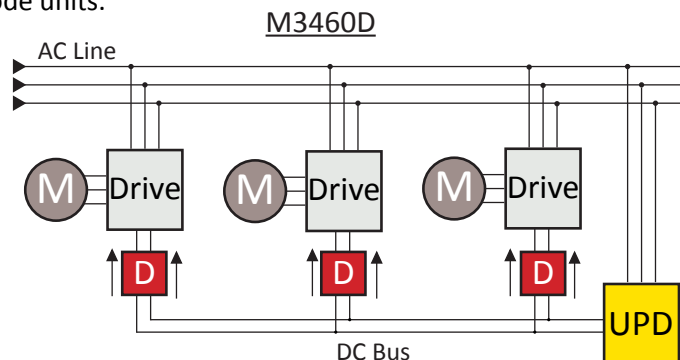 ode units.
M3460D
AC Line
M Drive M Drive M Drive
D D D
UPD
DC Bus